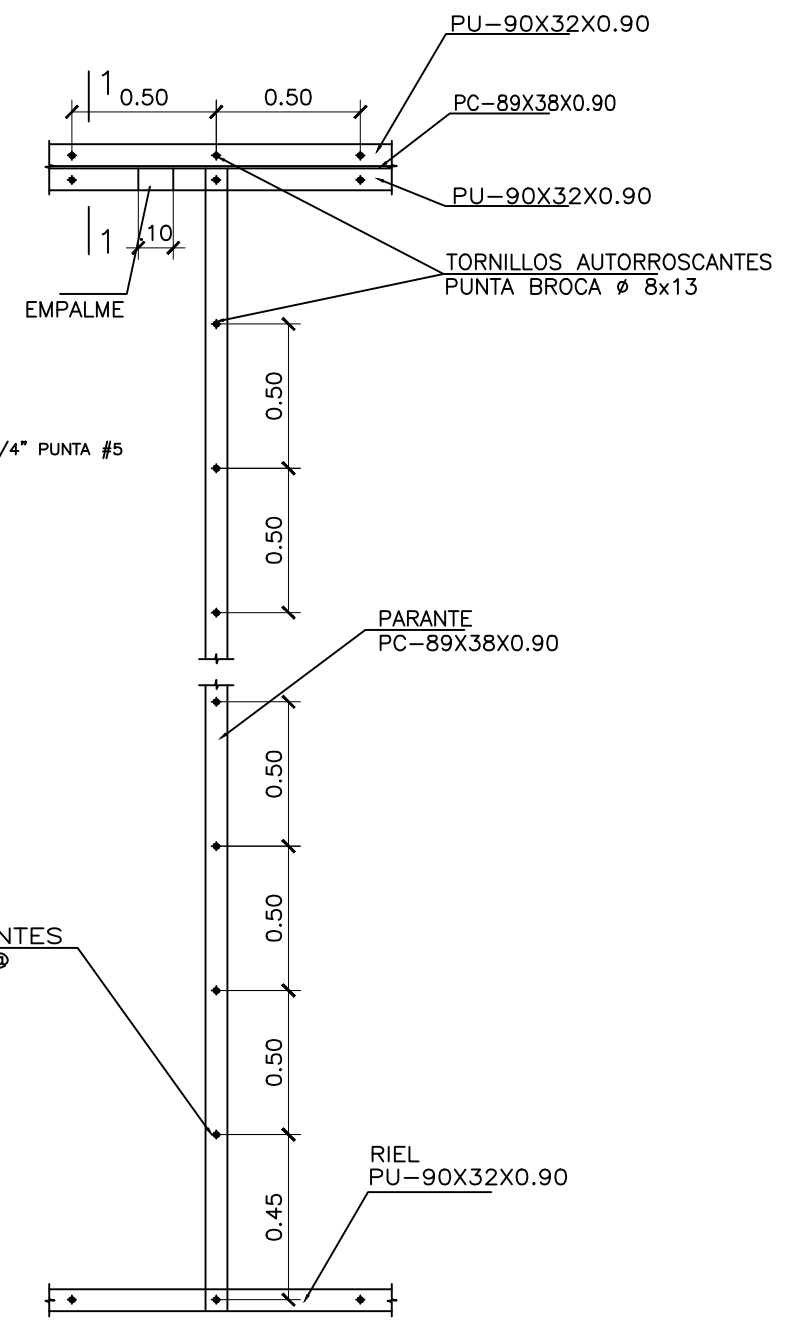 PU-90X32X0.90
1
0.50
0.50
PC-89X38X0.90
PU-90X32X0.90
1
.10
TORNILLOS AUTORROSCANTES
PUNTA BROCA ø 8x13
EMPALME
0.50
/4" PUNTA #5
0.50
PARANTE
PC-89X38X0.90
0.50
0.50
NTES
@
0.50
RIEL
PU-90X32X0.90
0.45